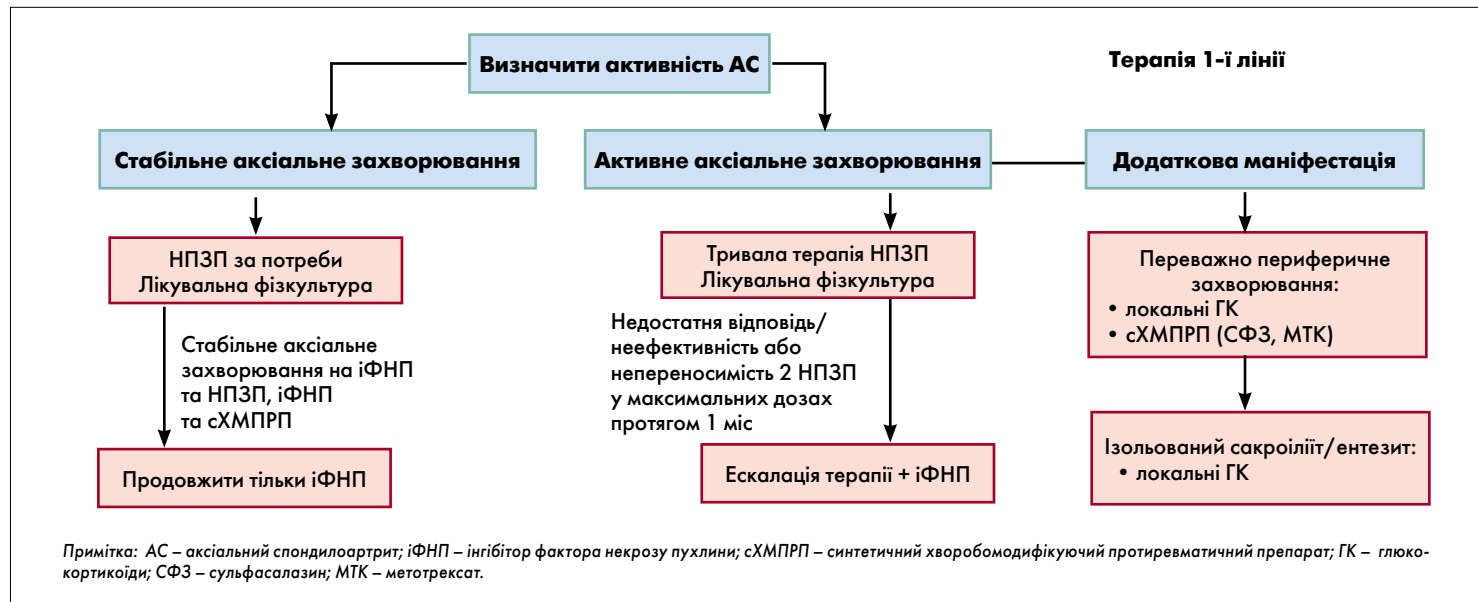 Визначити активність АС
Терапія 1-ї лінії
Стабільне аксіальне захворювання
Активне аксіальне захворювання
Додаткова маніфестація
НПЗП за потреби
Лікувальна фізкультура
Тривала терапія НПЗП
Лікувальна фізкультура
Переважно периферичне
захворювання:
• локальні ГК
• сХМПРП (СФЗ, МТК)
Стабільне аксіальне
захворювання на іФНП
та НПЗП, іФНП
та сХМПРП
Недостатня відповідь/
неефективність або
непереносимість 2 НПЗП
у максимальних дозах
протягом 1 міс
Продовжити тільки іФНП
Ескалація терапії + іФНП
Ізольований сакроіліїт/ентезит:
• локальні ГК
Примітка: АС – аксіальний спондилоартрит; іФНП – інгібітор фактора некрозу пухлини; сХМПРП – синтетичний хворобомодифікуючий протиревматичний препарат; ГК – глюко-
кортикоїди; СФЗ – сульфасалазин; МТК – метотрексат.